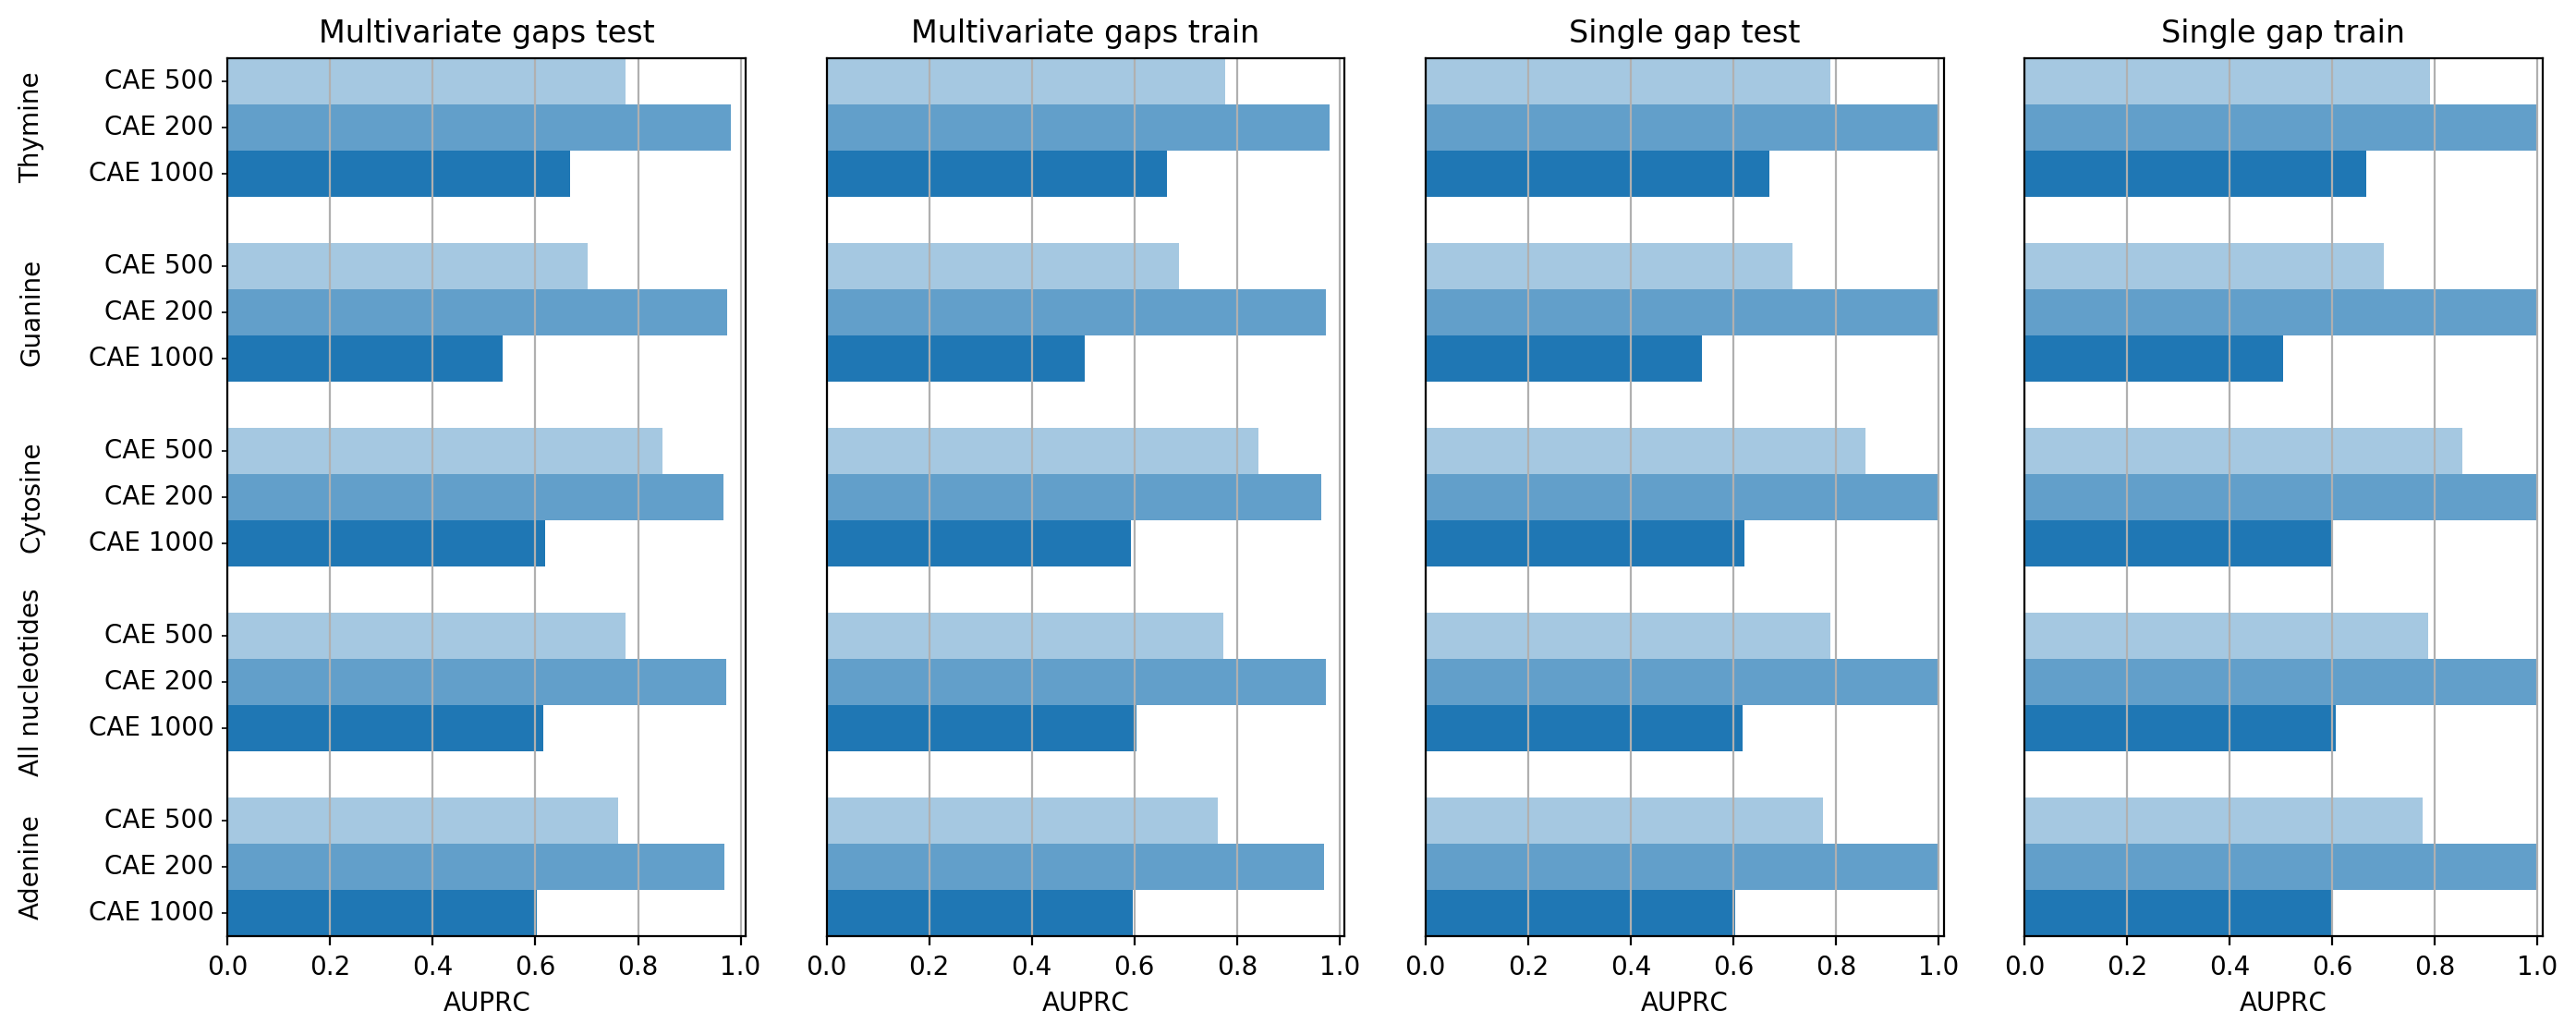 Multivariate gaps test
Multivariate gaps train
Single gap test
Single gap train
Thymine
CAE 500
CAE 200
CAE 1000
Guanine
CAE 500
CAE 200
CAE 1000
Cytosine
CAE 500
CAE 200
CAE 1000
All nucleotides
CAE 500
CAE 200
CAE 1000
Adenine
CAE 500
CAE 200
CAE 1000
0.0 0.2 0.4 0.6 0.8 1.0
AUPRC
0.0 0.2 0.4 0.6 0.8 1.0
AUPRC
0.0 0.2 0.4 0.6 0.8 1.0
AUPRC
0.0 0.2 0.4 0.6 0.8 1.0
AUPRC